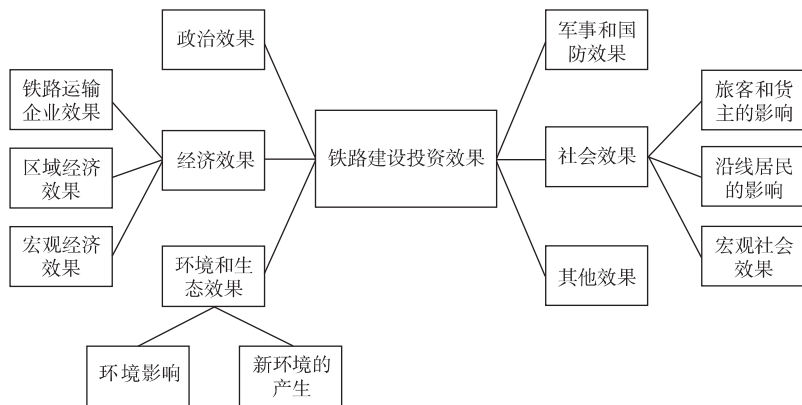 政治效果
铁路运输
企业效果
区域经济
效果
宏观经济
效果
经济效果
环境和生
态效果
环境影响
新环境的
产生
铁路建设投资效果
军事和国
防效果
社会效果
其他效果
旅客和货
主的影响
沿线居民
的影响
宏观社会
效果